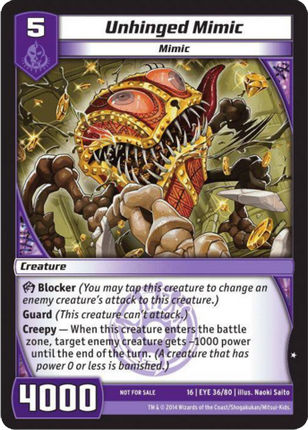 5
Unhinged Mimic
Mimic
Creature
Blocker (You may tap this creature to change an
enemy creature's attack to this creature.)
Guard (This creature can't attack.)
Creepy — When this creature enters the battle
zone, target enemy creature gets -1000 power
until the end of the turn. (A creature that has
power 0 or less is banished.)
4000
NOT FOR SALE 16 | EYE 36/80 | illus. Naoki Saito
TM & © 2014 Wizards of the Coast/Shogakukan/Mitsui-Kids.